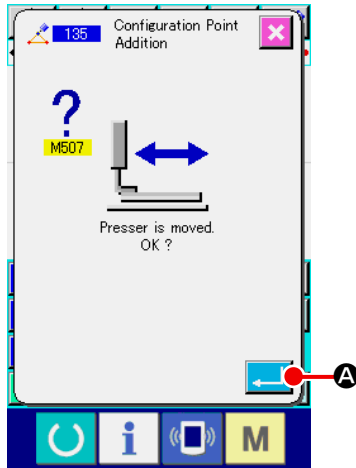 135
Configuration Point
Addition
X
?
M507
Presser is moved.
OK ?
A
i
M